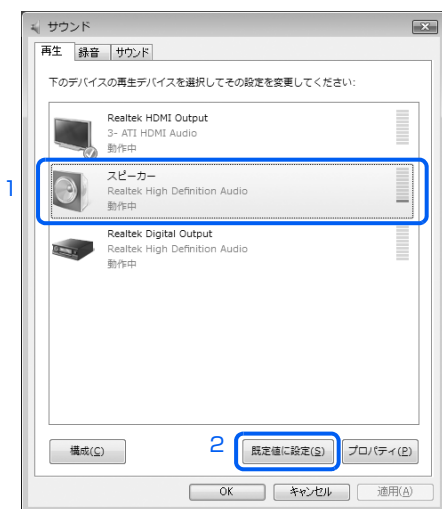 サウンド
再生 録音 サウンド
下のデバイスの再生デバイスを選択してその設定を変更してください:
Realtek HDMI Output
3- ATI HDMI Audio
動作中
1
スピーカー
Realtek High Definition Audio
動作中
Realtek Digital Output
Realtek High Definition Audio
動作中
2
構成(C) 既定値に設定(S) プロパティ(P)
OK キャンセル 適用(A)